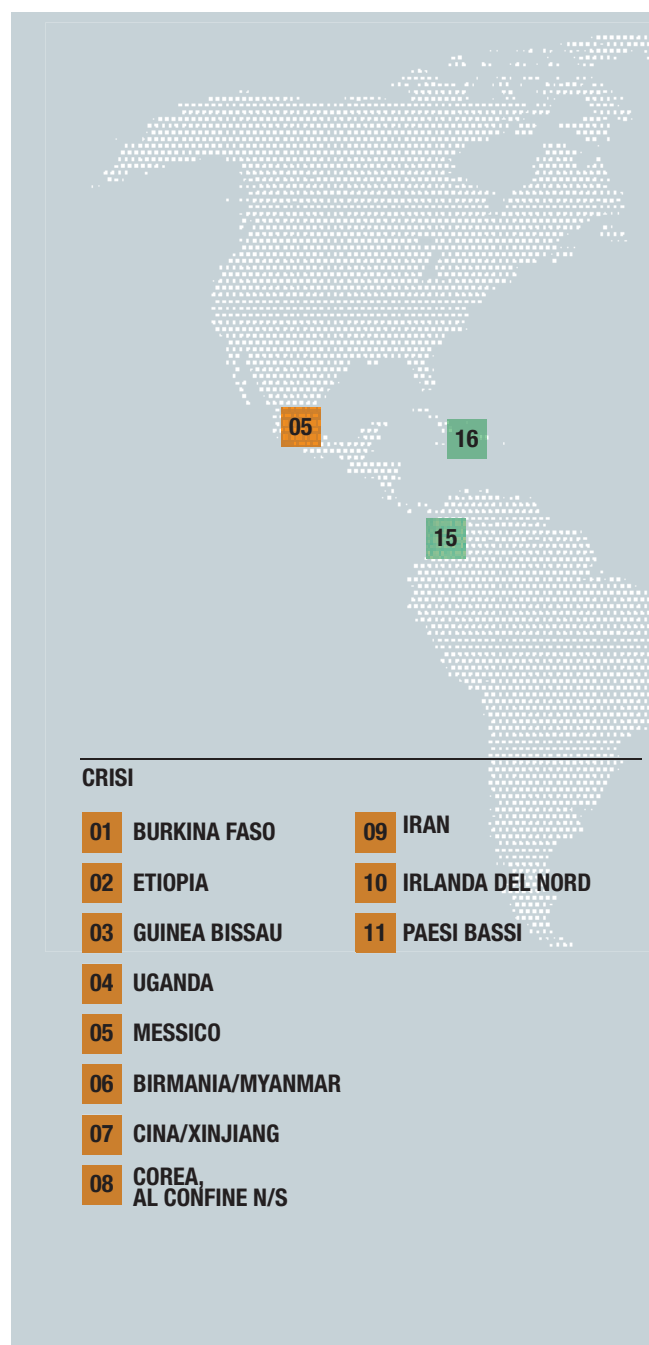 05
16
15
CRISI
01 BURKINA FASO
02 ETIOPIA
03 GUINEA BISSAU
04 UGANDA
05 MESSICO
06 BIRMANIA/MYANMAR
07 CINA/XINJIANG
08 COREA,
AL CONFINE N/S
09 IRAN
10 IRLANDA DEL NORD
11 PAESI BASSI